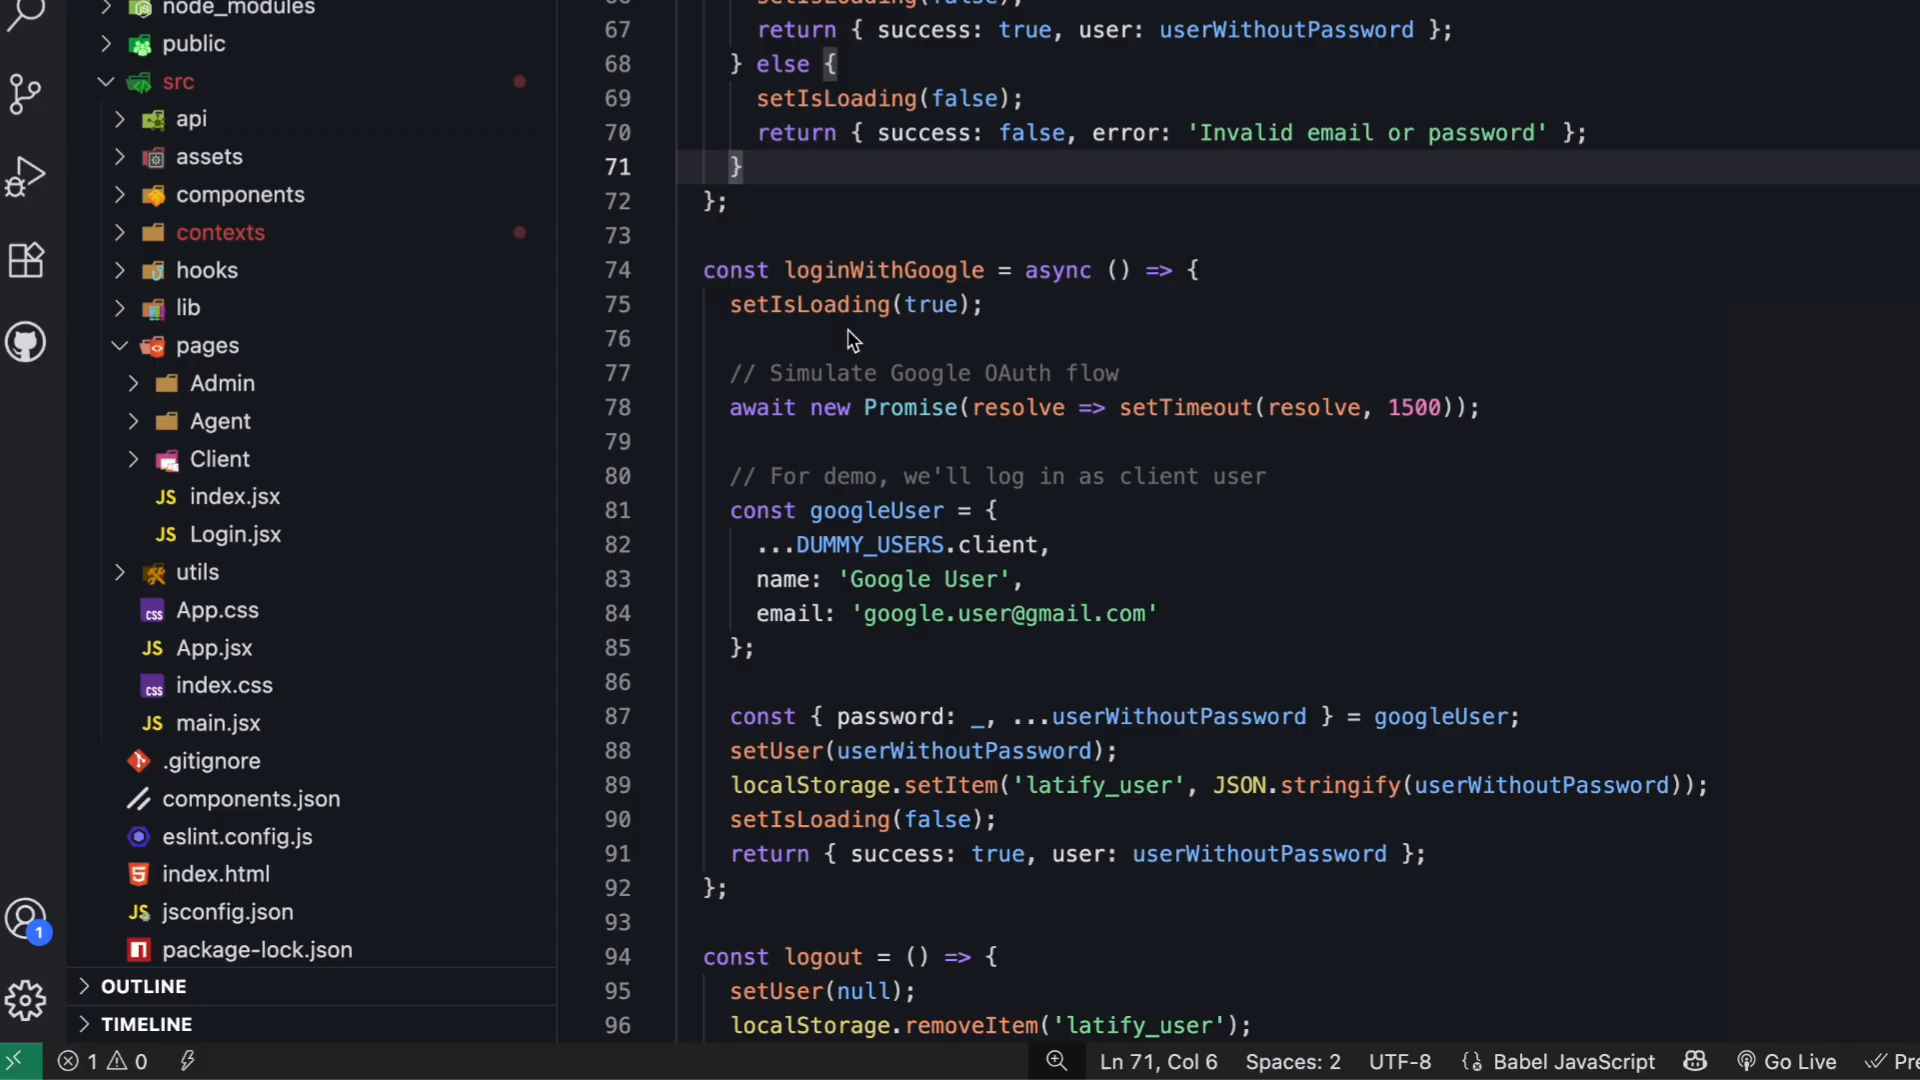 node_modules
public
src
api
assets
components
contexts
hooks
lib
pages
Admin
Agent
Client
JS index.jsx
JS Login.jsx
utils
css App.css
JS App.jsx
css index.css
JS main.jsx
.gitignore
components.json
eslint.config.js
5 index.html
JS jsconfig.json
package-lock.json
OUTLINE
TIMELINE
1
67 return { success: true, user: userWithoutPassword };
68 } else {
69 setIsLoading(false);
70 return { success: false, error: 'Invalid email or password' };
71 }
72 };
73
74 const loginWithGoogle = async () => {
75 setIsLoading(true);
76
77 // Simulate Google OAuth flow
78 await new Promise(resolve => setTimeout(resolve, 1500));
79
80 // For demo, we'll log in as client user
81 const googleUser = {
82 ...DUMMY_USERS.client,
83 name: 'Google User',
84 email: 'google.user@gmail.com'
85 };
86
87 const { password: _, ...userWithoutPassword } = googleUser;
88 setUser(userWithoutPassword);
89 localStorage.setItem('latify_user', JSON.stringify(userWithoutPassword));
90 setIsLoading(false);
91 return { success: true, user: userWithoutPassword };
92 };
93
94 const logout = () => {
95 setUser(null);
96 localStorage.removeItem('latify_user');
1 0 Ln 71, Col 6 Spaces: 2 UTF-8 Babel JavaScript Go Live